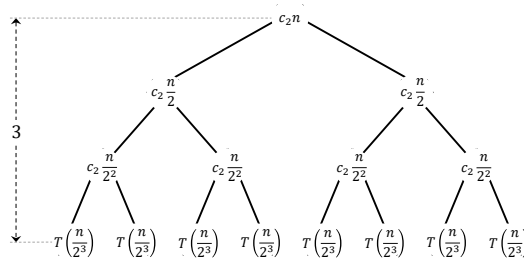 c₂n
c₂ n/2 c₂ n/2
3
c₂ n/2² c₂ n/2² c₂ n/2² c₂ n/2²
T(n/2³) T(n/2³) T(n/2³) T(n/2³) T(n/2³) T(n/2³) T(n/2³) T(n/2³)